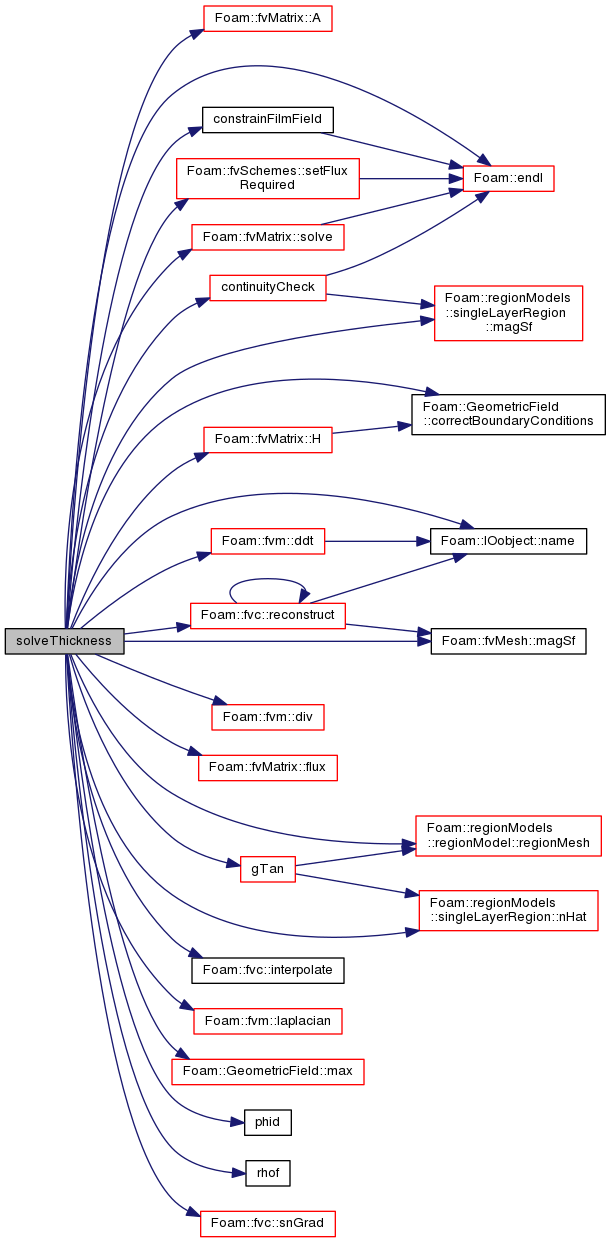 Foam::fvMatrix::A
constrainFilmField
Foam::fvSchemes::setFlux
Required
Foam::endl
Foam::fvMatrix::solve
continuityCheck
Foam::regionModels
::singleLayerRegion
::magSf
Foam::GeometricField
::correctBoundaryConditions
Foam::fvMatrix::H
Foam::fvm::ddt
Foam::IOobject::name
Foam::fvc::reconstruct
solveThickness
Foam::fvMesh::magSf
Foam::fvm::div
Foam::fvMatrix::flux
Foam::regionModels
::regionModel::regionMesh
gTan
Foam::regionModels
::singleLayerRegion::nHat
Foam::fvc::interpolate
Foam::fvm::laplacian
Foam::GeometricField::max
phid
rhof
Foam::fvc::snGrad